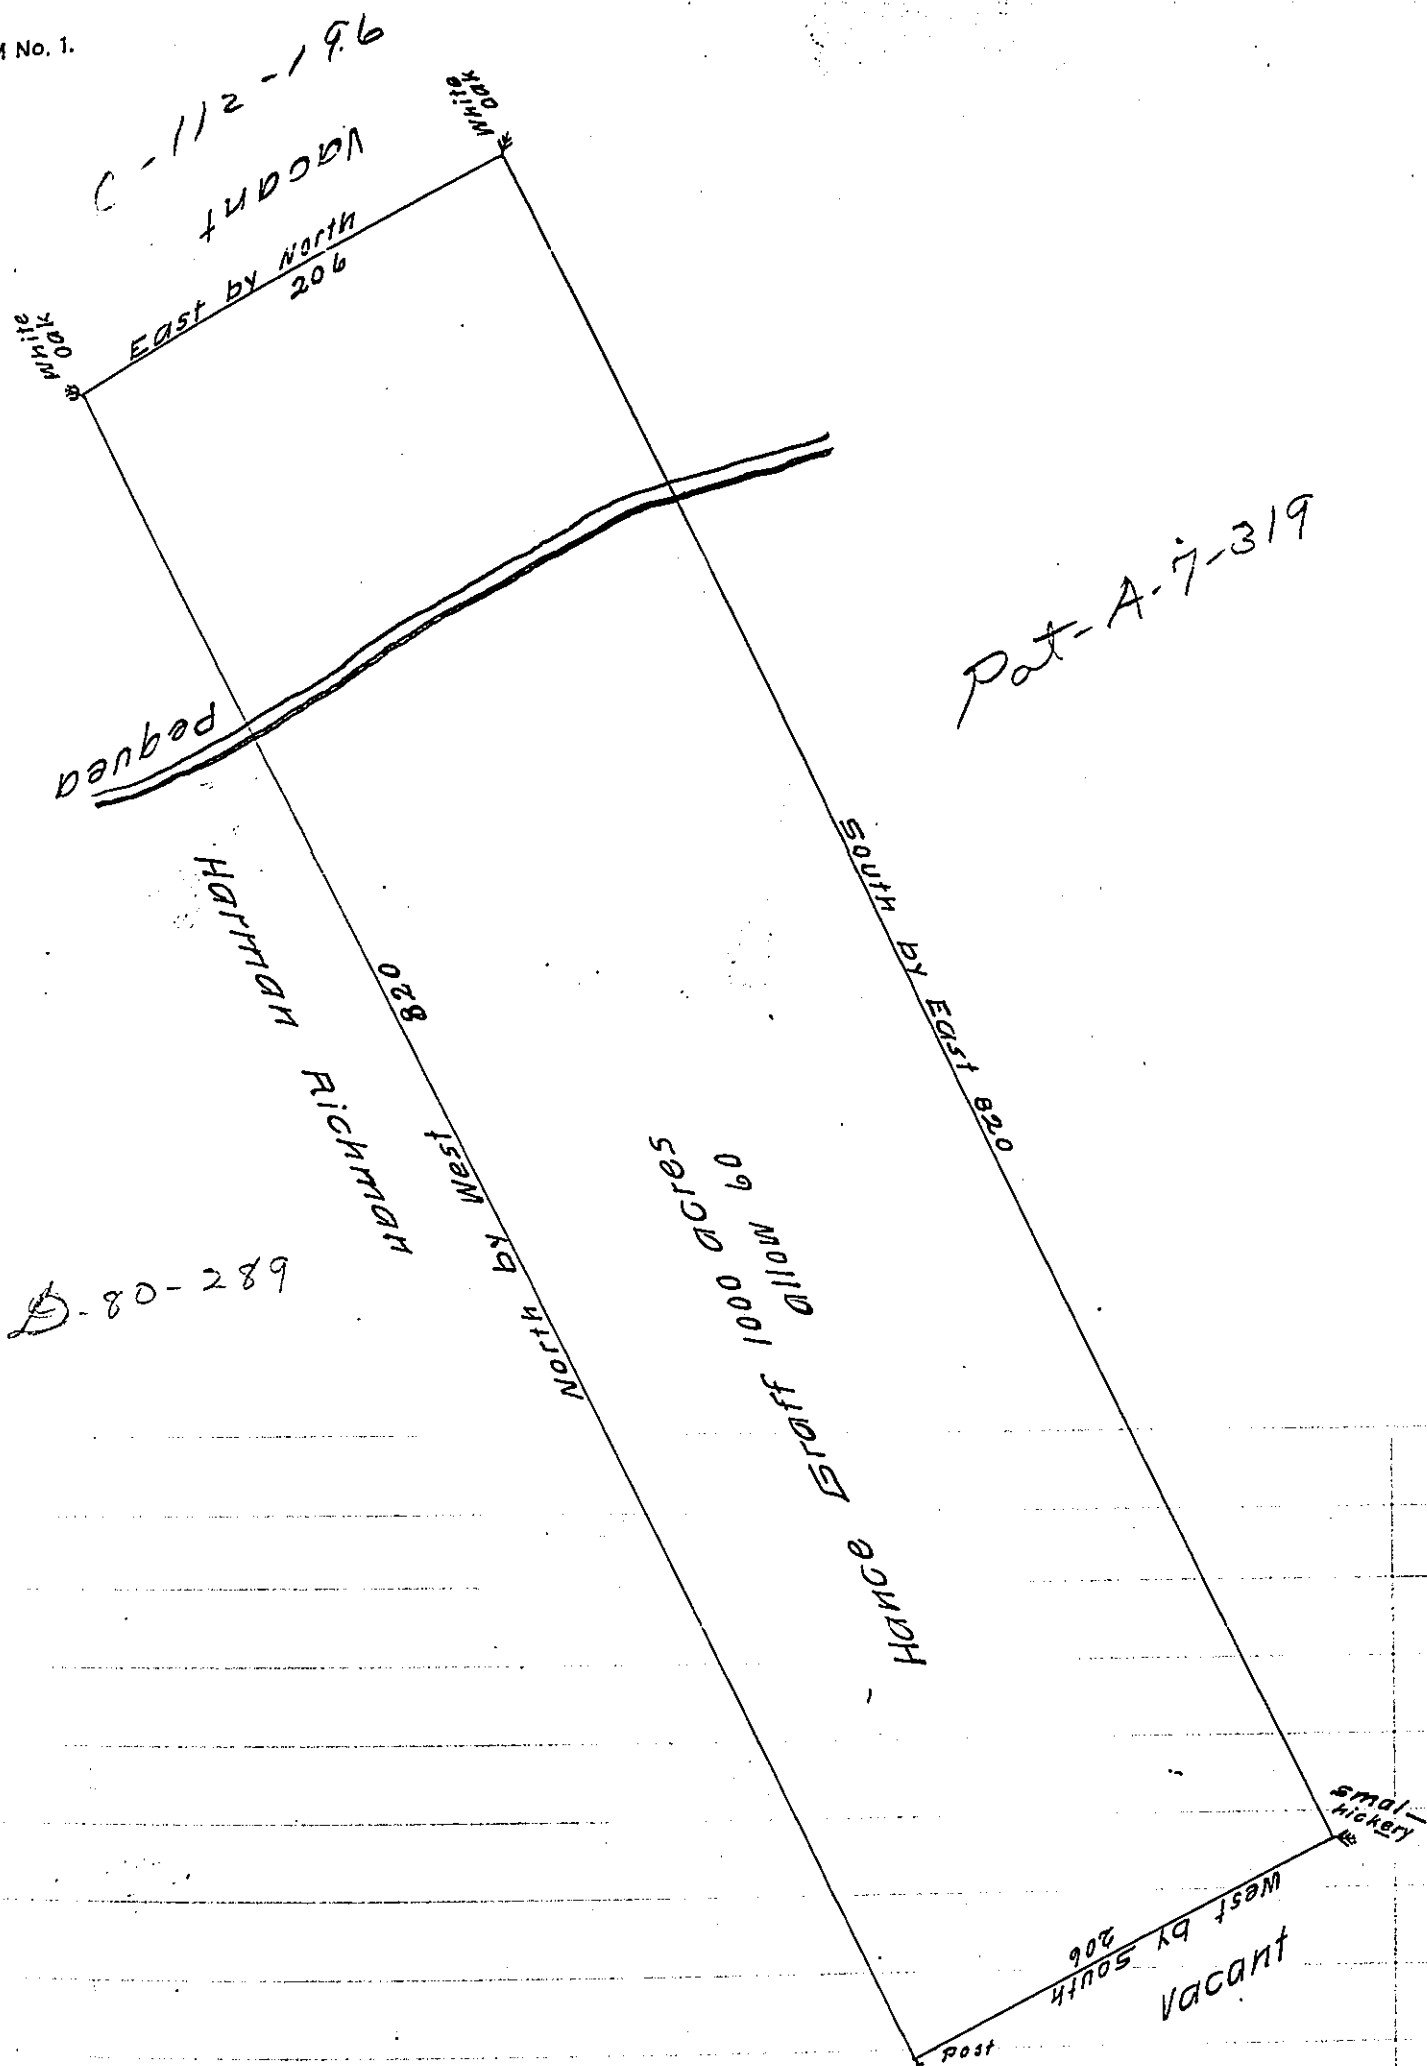 No. 1.
C-112-196
Vacant
White
Oak
East by North
206
White
Oak
Pequea
Pat-A-7-319
Harman Richman
820
North by West
South by East 820
Hance Graff 1000 acres
allow 60
D-80-289
Smal
hickery
West by South
206
Vacant
Post